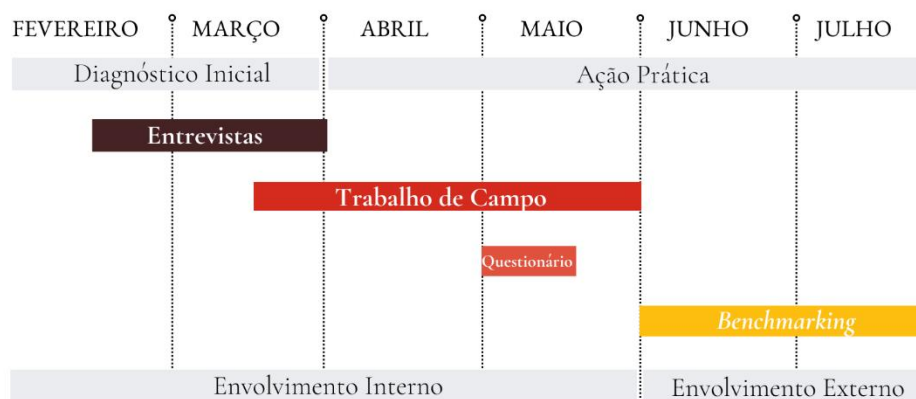 FEVEREIRO MARÇO ABRIL MAIO JUNHO JULHO
Diagnóstico Inicial Ação Prática
Entrevistas
Trabalho de Campo
Questionário
Benchmarking
Envolvimento Interno Envolvimento Externo